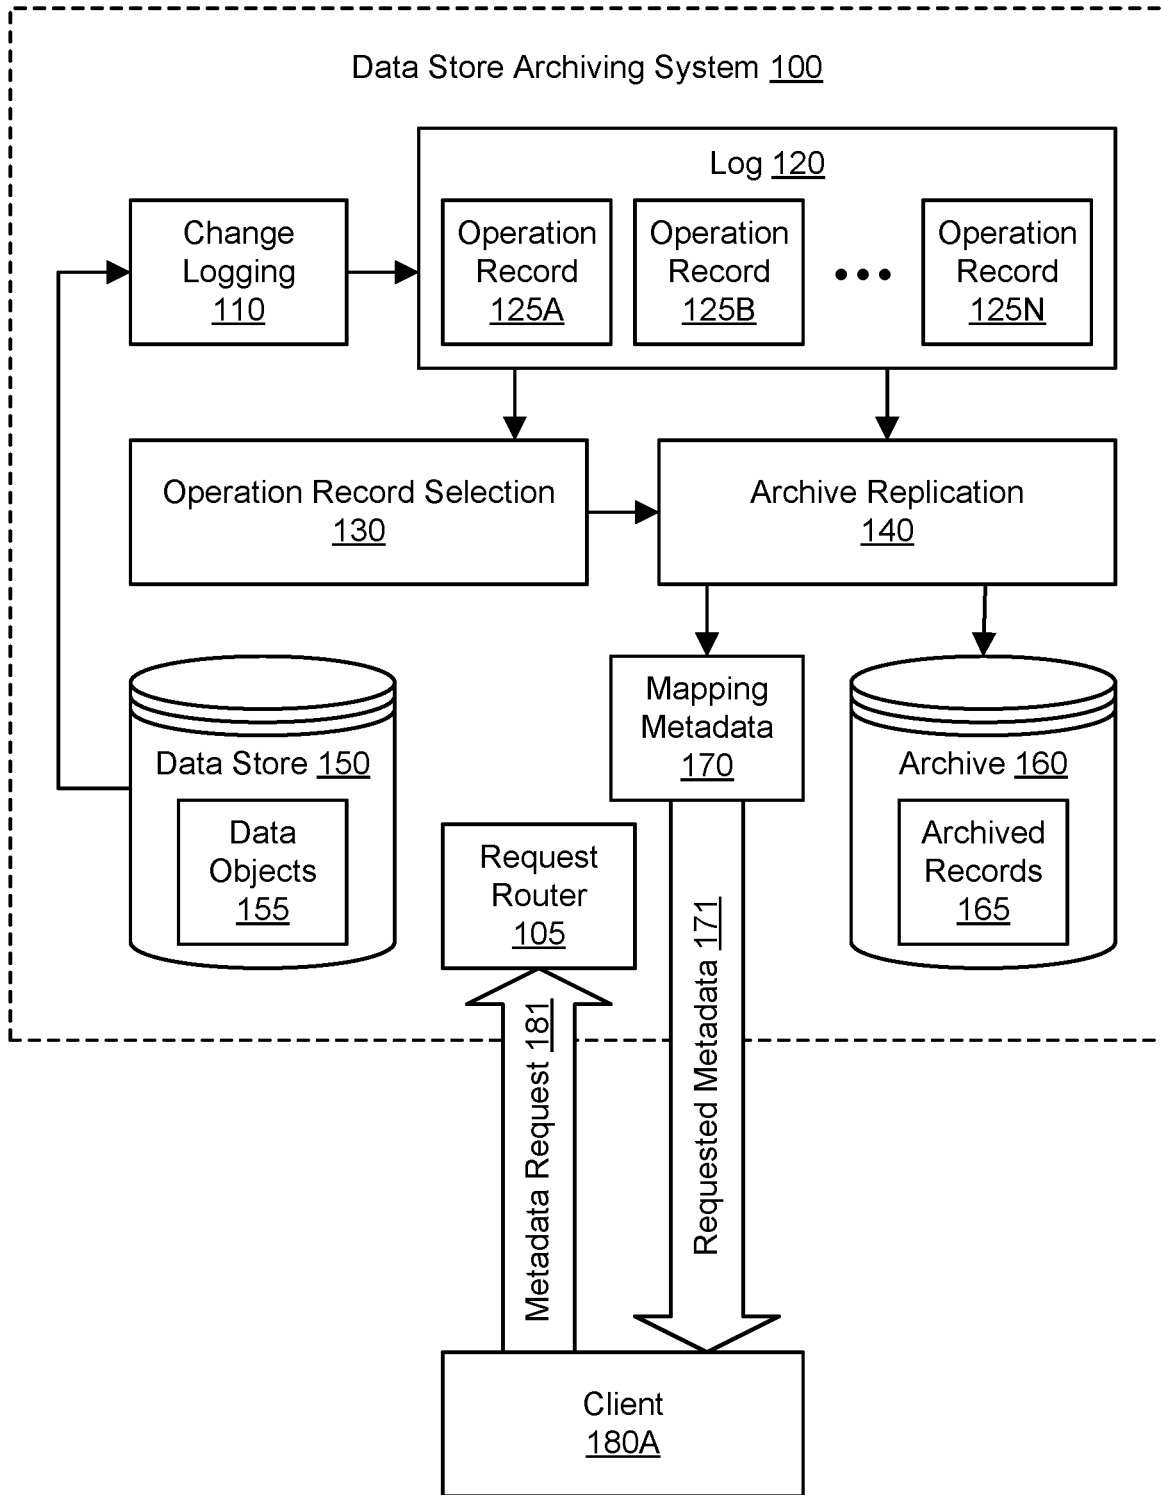 Data Store Archiving System 100
Log 120
Change
Logging
110
Operation
Record
125A
Operation
Record
125B
Operation
Record
125N
Operation Record Selection
130
Archive Replication
140
Data Store 150
Data
Objects
155
Request
Router
105
Mapping
Metadata
170
Archive 160
Archived
Records
165
Metadata Request 181
Requested Metadata 171
Client
180A